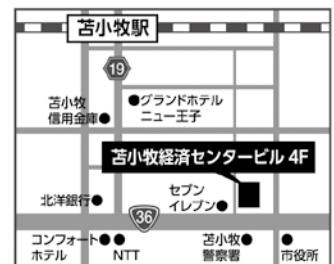 苫小牧駅
19
苫小牧
信用金庫●
●グランドホテル
ニュー王子
苫小牧経済センタービル 4F
北洋銀行●
セブン
イレブン●
36
コンフォート●
ホテル
●
NTT
苫小牧●
警察署
●
市役所